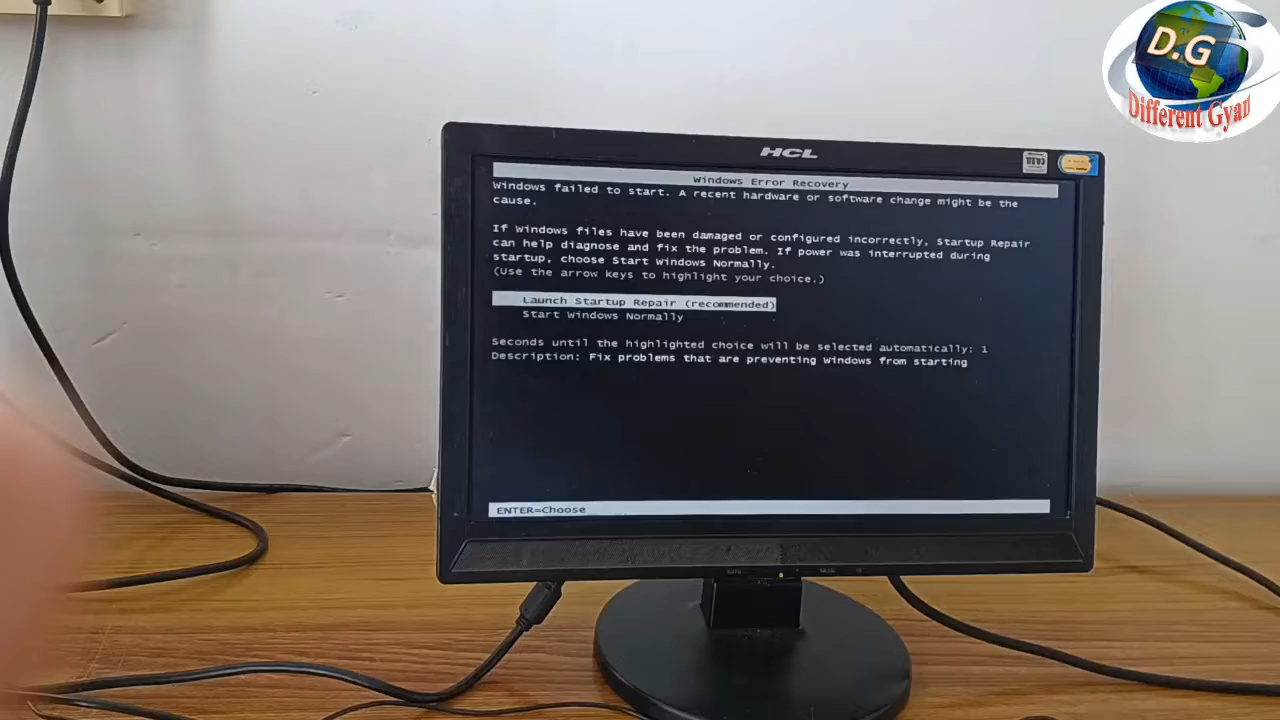 D.G
Different Gyan
HCL
Windows Error Recovery
Windows failed to start. A recent hardware or software change might be the
cause.
If Windows files have been damaged or configured incorrectly, Startup Repair
can help diagnose and fix the problem. If power was interrupted during
startup, choose Start Windows Normally.
(Use the arrow keys to highlight your choice.)
Launch Startup Repair (recommended)
Start Windows Normally
Seconds until the highlighted choice will be selected automatically: 1
Description: Fix problems that are preventing Windows from starting
ENTER=Choose